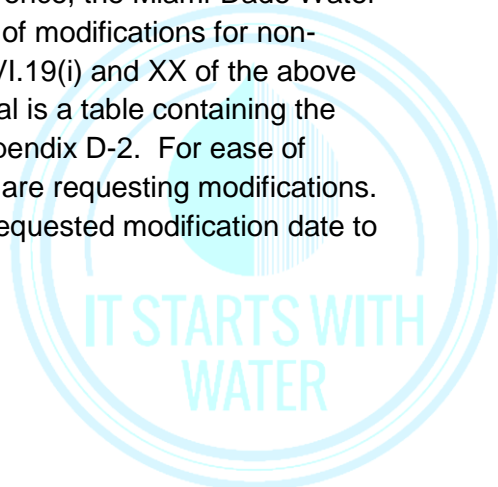 ence, the Miami-Dade Water
of modifications for non-
VI.19(i) and XX of the above
al is a table containing the
pendix D-2.  For ease of
are requesting modifications.
equested modification date to
IT STARTS WITH
WATER